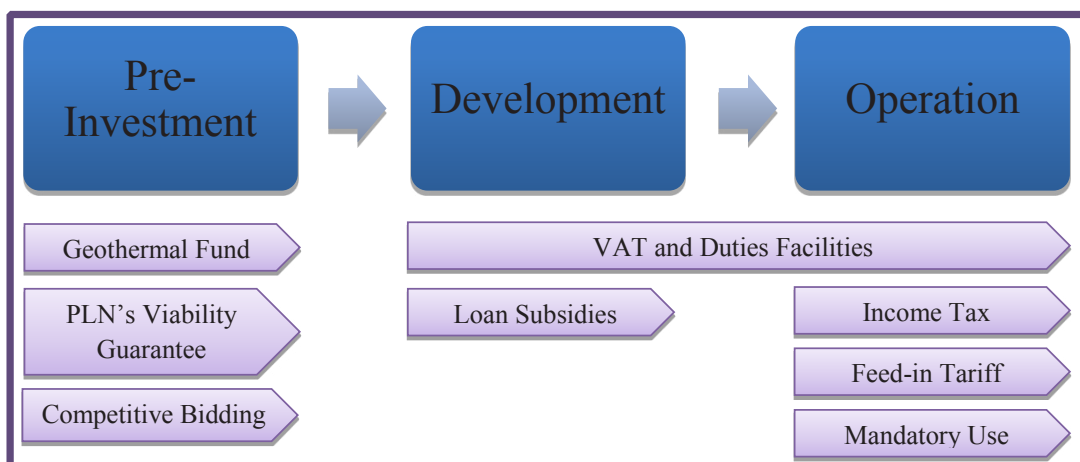 Pre-
Investment
Development
Operation
Geothermal Fund
VAT and Duties Facilities
PLN’s Viability
Guarantee
Loan Subsidies
Income Tax
Feed-in Tariff
Competitive Bidding
Mandatory Use